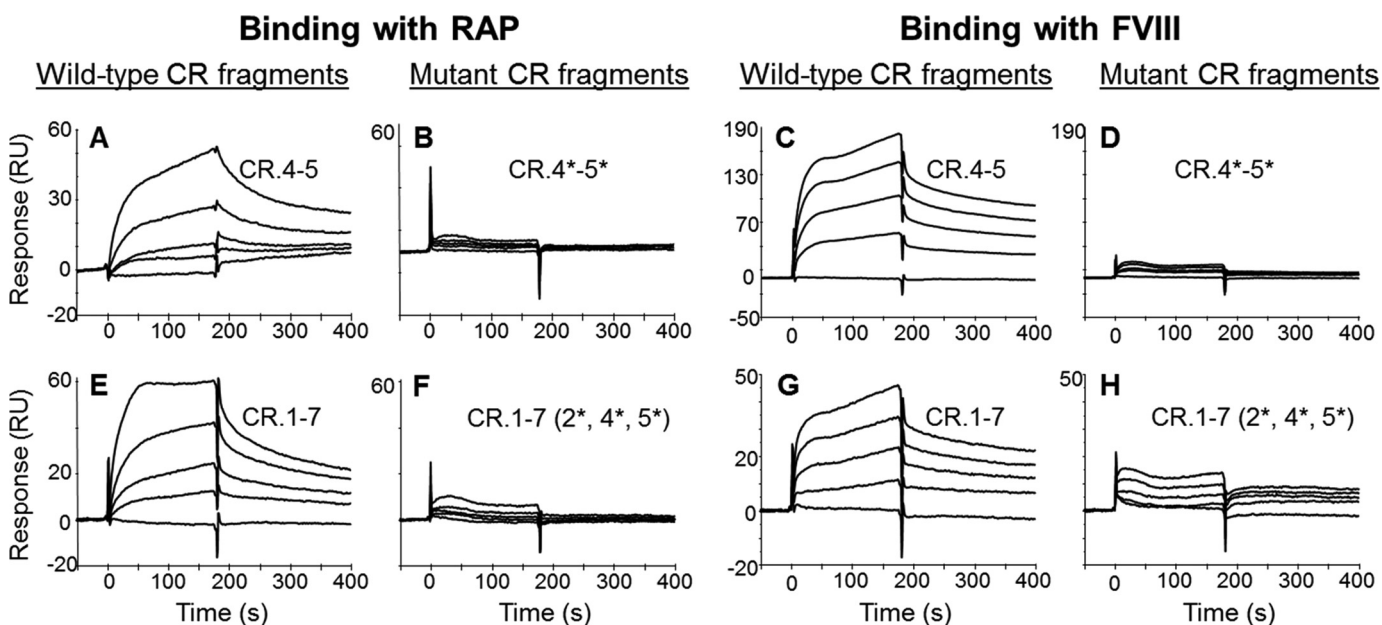 Binding with RAP
Binding with FVIII
Wild-type CR fragments
Mutant CR fragments
Wild-type CR fragments
Mutant CR fragments
Response (RU)
A
CR.4-5
60
30
0
-20
0 100 200 300 400
B
CR.4*-5*
60
0 100 200 300 400
C
CR.4-5
190
130
70
0
-50
0 100 200 300 400
D
CR.4*-5*
190
0 100 200 300 400
Response (RU)
E
CR.1-7
60
20
0
-20
0 100 200 300 400
Time (s)
F
CR.1-7 (2*, 4*, 5*)
60
0 100 200 300 400
Time (s)
G
CR.1-7
50
20
0
-20
0 100 200 300 400
Time (s)
H
CR.1-7 (2*, 4*, 5*)
50
0 100 200 300 400
Time (s)